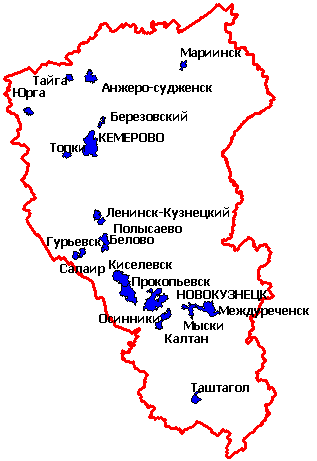 Мариинск
Тайга
Анжеро-судженск
Юрга
Березовский
КЕМЕРОВО
Топки
Ленинск-Кузнецкий
Полысаево
Гурьевск
Белово
Салаир
Киселевск
Прокопьевск
НОВОКУЗНЕЦК
Осинники
Междуреченск
Мыски
Калтан
Таштагол